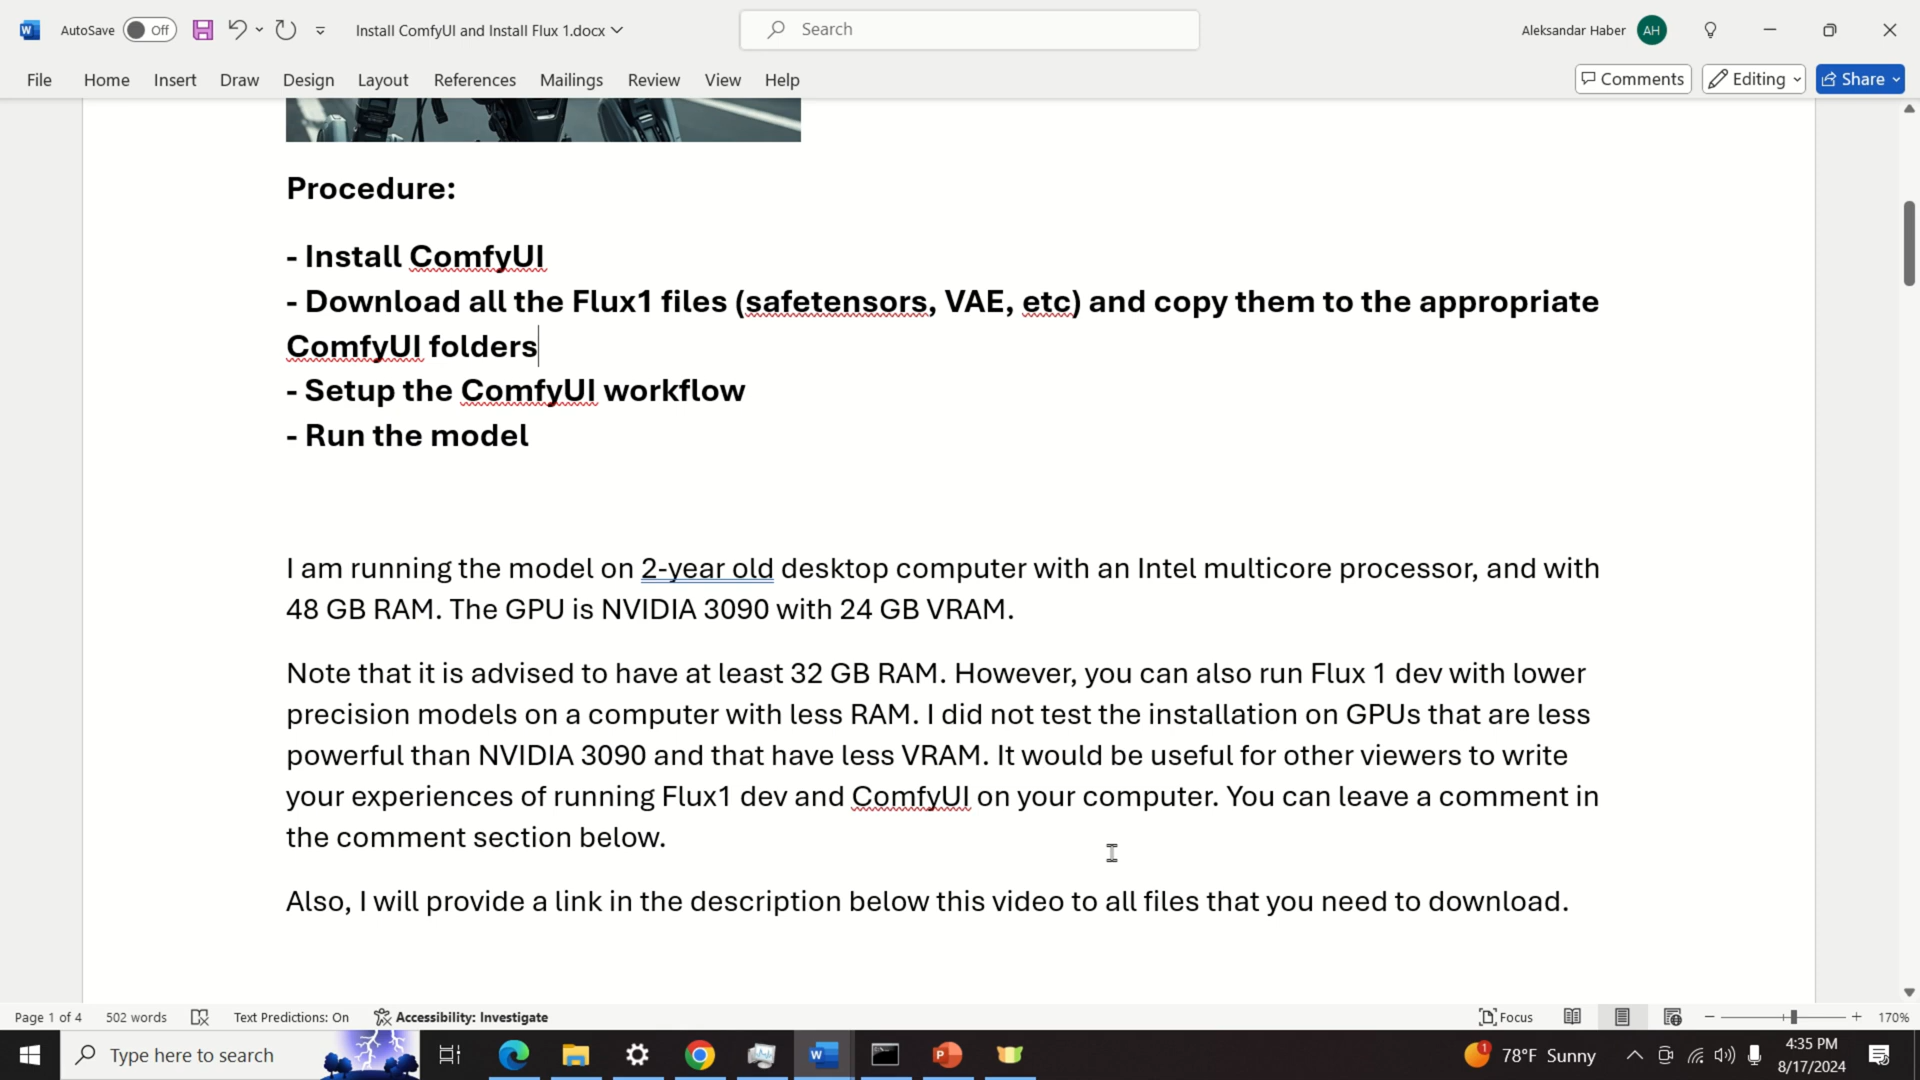 AutoSave Off Install ComfyUI and Install Flux 1.docx Search Aleksandar Haber AH
File Home Insert Draw Design Layout References Mailings Review View Help Comments Editing Share
Procedure:
- Install ComfyUI
- Download all the Flux1 files (safetensors, VAE, etc) and copy them to the appropriate
ComfyUI folders
- Setup the ComfyUI workflow
- Run the model
I am running the model on 2-year old desktop computer with an Intel multicore processor, and with
48 GB RAM. The GPU is NVIDIA 3090 with 24 GB VRAM.
Note that it is advised to have at least 32 GB RAM. However, you can also run Flux 1 dev with lower
precision models on a computer with less RAM. I did not test the installation on GPUs that are less
powerful than NVIDIA 3090 and that have less VRAM. It would be useful for other viewers to write
your experiences of running Flux1 dev and ComfyUI on your computer. You can leave a comment in
the comment section below.
Also, I will provide a link in the description below this video to all files that you need to download.
Page 1 of 4 502 words Text Predictions: On Accessibility: Investigate Focus 170%
Type here to search 1 78°F Sunny 4:35 PM
8/17/2024